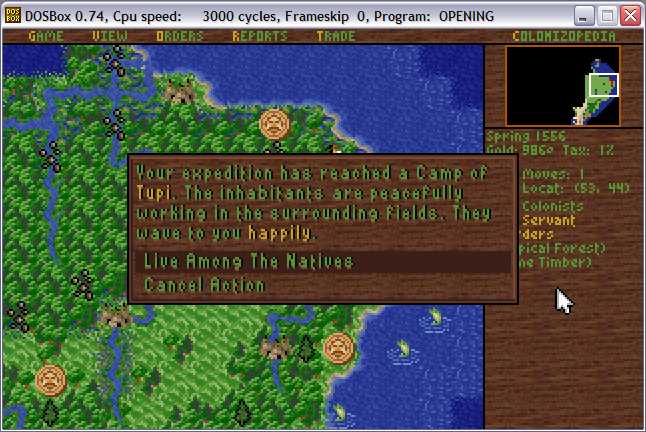 DOSBox 0.74, Cpu speed: 3000 cycles, Frameskip 0, Program: OPENING
GAME VIEW ORDERS REPORTS TRADE COLONIZOPEDIA
Spring 1556
Gold: 986e Tax: 1%
Moves: 1
Locat: (53, 44)
Colonists
Servant
ders
pical Forest)
ne Timber)
Your expedition has reached a Camp of
Tupi. The inhabitants are peacefully
working in the surrounding fields. They
wave to you happily.
Live Among The Natives
Cancel Action